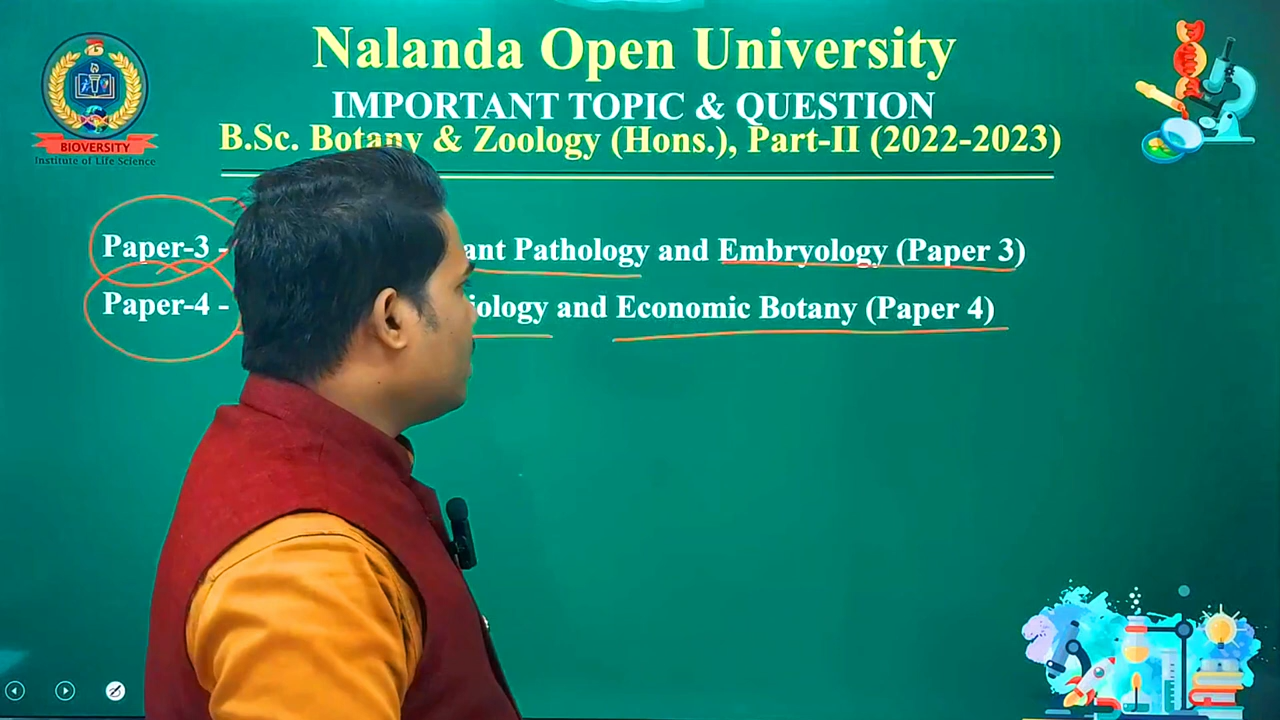 Nalanda Open University
IMPORTANT TOPIC & QUESTION
B.Sc. Botany & Zoology (Hons.), Part-II (2022-2023)
BIOVERSITY
Institute of Life Science
Paper-3 - ant Pathology and Embryology (Paper 3)
Paper-4 - iology and Economic Botany (Paper 4)